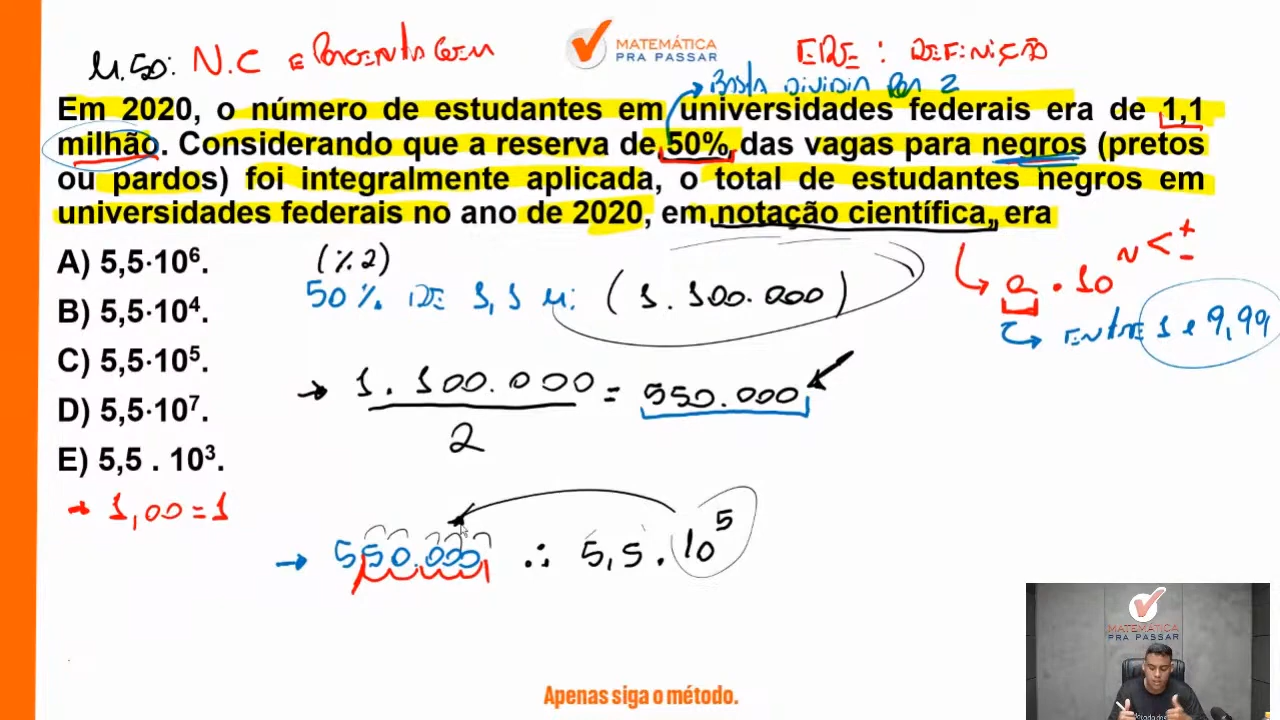 μ.50: N.C e PORCENTAGEM
MATEMÁTICA
PRA PASSAR
EDE : DEFINIÇÃO
BASTA DIVIDIR POR 2
Em 2020, o número de estudantes em universidades federais era de 1,1
milhão. Considerando que a reserva de 50% das vagas para negros (pretos
ou pardos) foi integralmente aplicada, o total de estudantes negros em
universidades federais no ano de 2020, em notação científica, era
A) 5,5·10⁶.
B) 5,5·10⁴.
C) 5,5·10⁵.
D) 5,5·10⁷.
E) 5,5 . 10³.
(% 2)
50% DE 1,1 μ: (1.100.000)
a . 10ᴺ < + -
ENTRE 1 e 9,99
1.100.000 = 550.000
2
→ 1,00 = 1
→ 550.000 ∴ 5,5 . 10⁵
MATEMÁTICA
PRA PASSAR
Apenas siga o método.